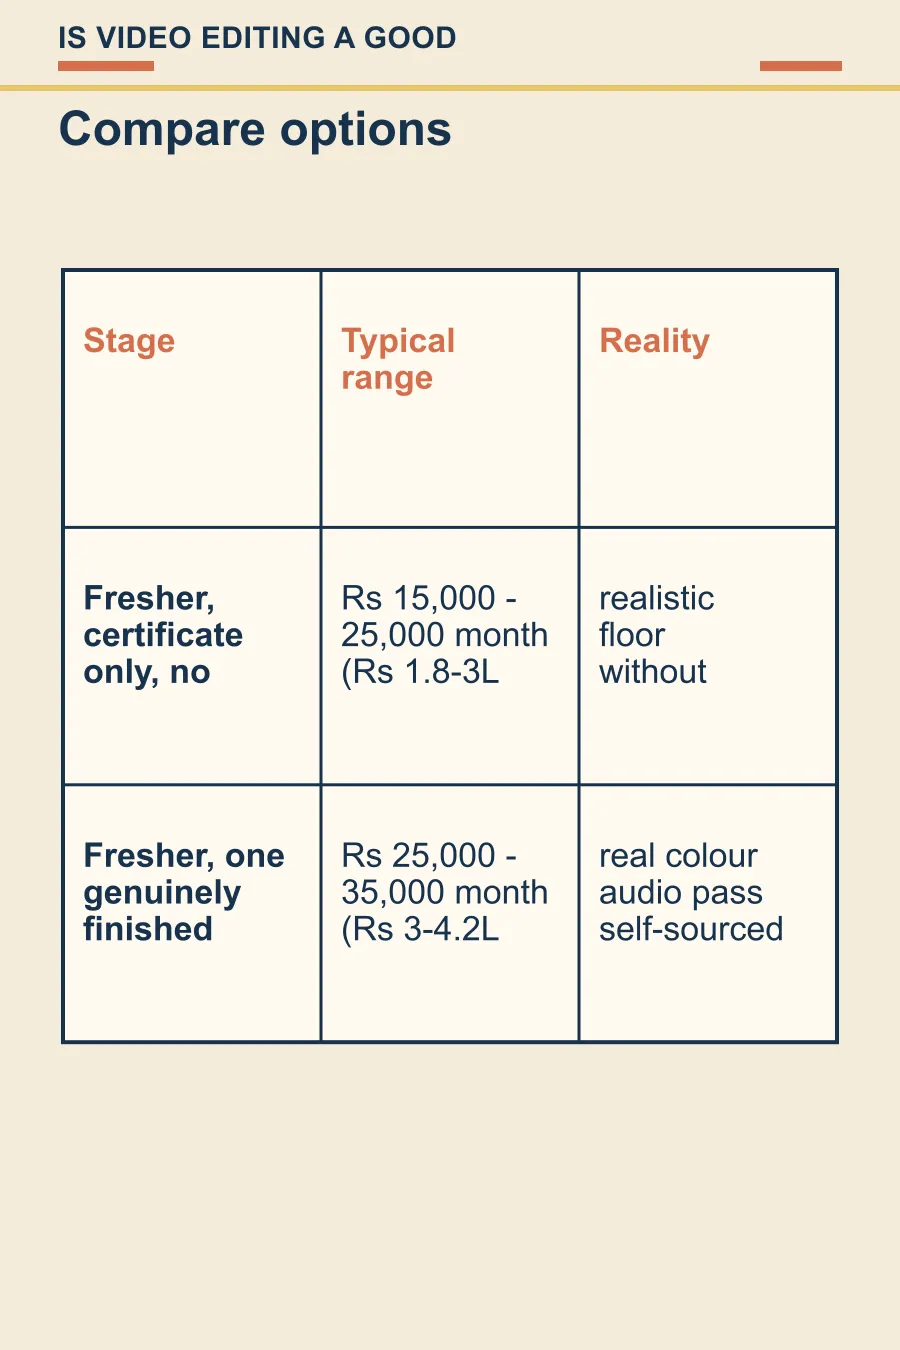 IS VIDEO EDITING A GOOD
Compare options
Stage
Typical
range
Reality
Fresher,
certificate
only, no
Rs 15,000 -
25,000 month
(Rs 1.8-3L
realistic
floor
without
Fresher, one
genuinely
finished
Rs 25,000 -
35,000 month
(Rs 3-4.2L
real colour
audio pass
self-sourced